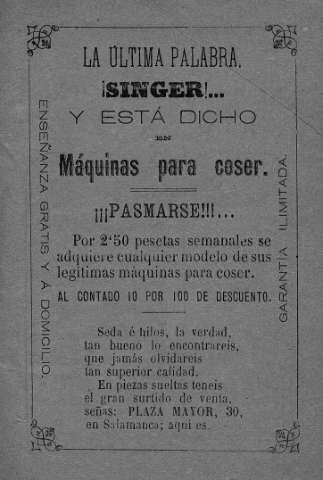 LA ÚLTIMA PALABRA.
¡SINGER!...
Y ESTÁ DICHO
Máquinas para coser.
¡¡¡PASMARSE!!!...
Por 2'50 pesetas semanales se
adquiere cualquier modelo de sus
legítimas máquinas para coser.
AL CONTADO 10 POR 100 DE DESCUENTO.
Seda é hilos, la verdad,
tan bueno lo encontrareis,
que jamás olvidareis
tan superior calidad.
En piezas sueltas teneis
el gran surtido de venta,
señas: PLAZA MAYOR, 30,
en Salamanca; aqui es.
ENSEÑANZA GRATIS Y A DOMICILIO.
GARANTÍA ILIMITADA.